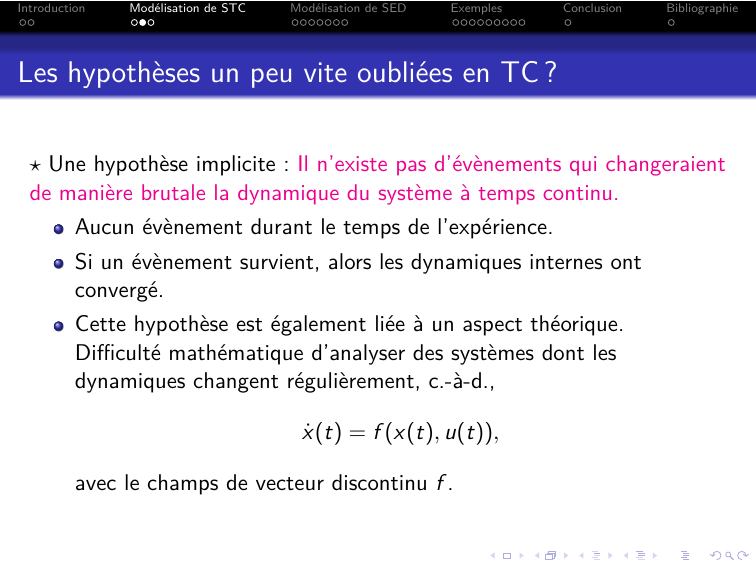 Introduction Modélisation de STC Modélisation de SED Exemples Conclusion Bibliographie
Les hypothèses un peu vite oubliées en TC ?
⋆ Une hypothèse implicite : Il n'existe pas d'évènements qui changeraient
de manière brutale la dynamique du système à temps continu.
Aucun évènement durant le temps de l'expérience.
Si un évènement survient, alors les dynamiques internes ont
convergé.
Cette hypothèse est également liée à un aspect théorique.
Difficulté mathématique d'analyser des systèmes dont les
dynamiques changent régulièrement, c.-à-d.,
ẋ(t) = f(x(t), u(t)),
avec le champs de vecteur discontinu f.